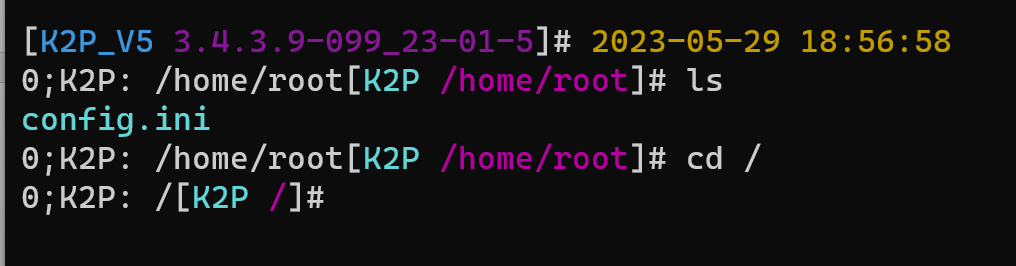 [K2P_V5 3.4.3.9-099_23-01-5]# 2023-05-29 18:56:58
0;K2P: /home/root[K2P /home/root]# ls
config.ini
0;K2P: /home/root[K2P /home/root]# cd /
0;K2P: /[K2P /]#